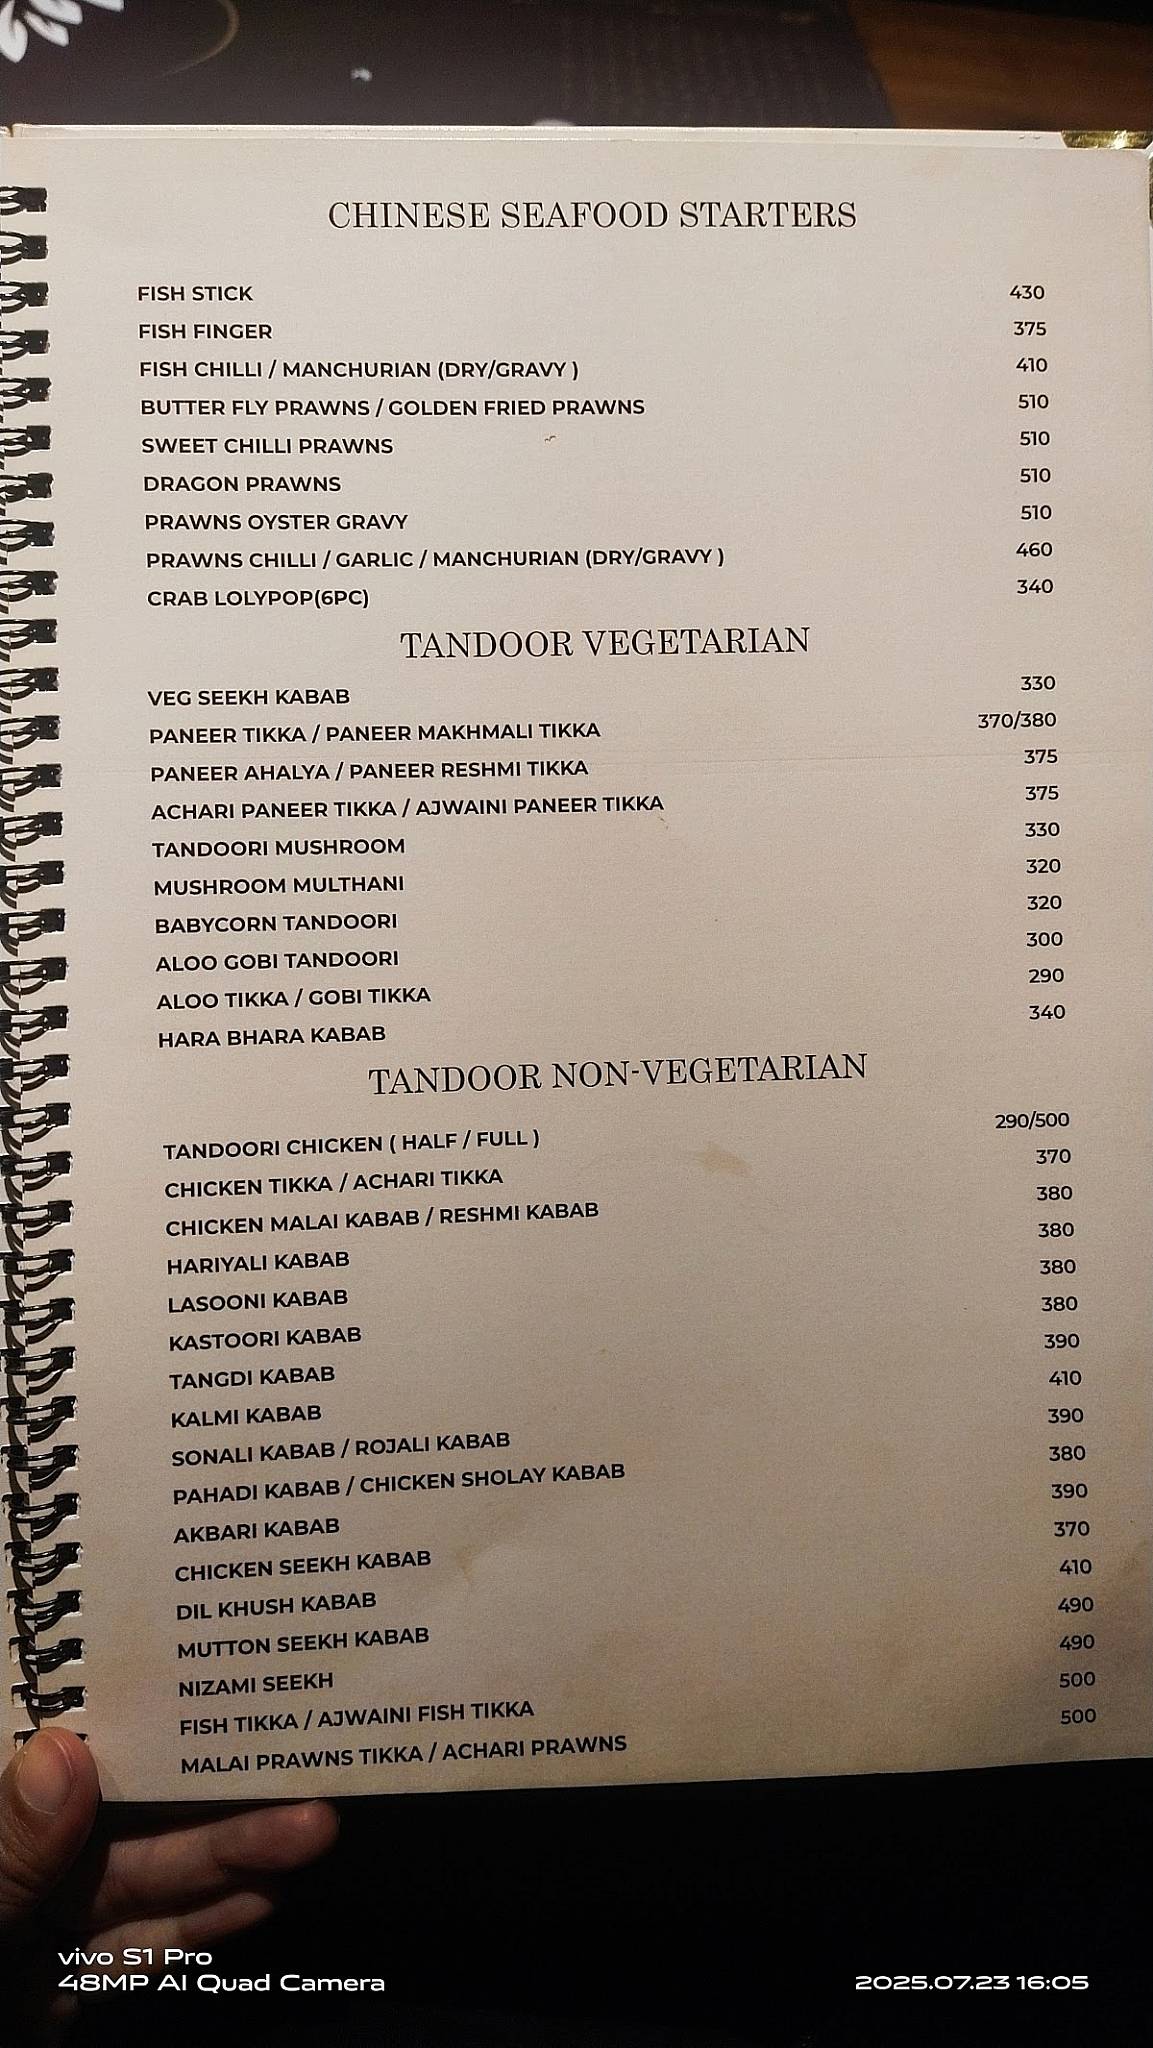 CHINESE SEAFOOD STARTERS
FISH STICK 430
FISH FINGER 375
FISH CHILLI / MANCHURIAN (DRY/GRAVY ) 410
BUTTER FLY PRAWNS / GOLDEN FRIED PRAWNS 510
SWEET CHILLI PRAWNS 510
DRAGON PRAWNS 510
PRAWNS OYSTER GRAVY 510
PRAWNS CHILLI / GARLIC / MANCHURIAN (DRY/GRAVY ) 460
CRAB LOLYPOP(6PC) 340
TANDOOR VEGETARIAN
VEG SEEKH KABAB 330
PANEER TIKKA / PANEER MAKHMALI TIKKA 370/380
PANEER AHALYA / PANEER RESHMI TIKKA 375
ACHARI PANEER TIKKA / AJWAINI PANEER TIKKA 375
TANDOORI MUSHROOM 330
MUSHROOM MULTHANI 320
BABYCORN TANDOORI 320
ALOO GOBI TANDOORI 300
ALOO TIKKA / GOBI TIKKA 290
HARA BHARA KABAB 340
TANDOOR NON-VEGETARIAN
TANDOORI CHICKEN ( HALF / FULL ) 290/500
CHICKEN TIKKA / ACHARI TIKKA 370
CHICKEN MALAI KABAB / RESHMI KABAB 380
HARIYALI KABAB 380
LASOONI KABAB 380
KASTOORI KABAB 380
TANGDI KABAB 390
KALMI KABAB 410
SONALI KABAB / ROJALI KABAB 390
PAHADI KABAB / CHICKEN SHOLAY KABAB 380
AKBARI KABAB 390
CHICKEN SEEKH KABAB 370
DIL KHUSH KABAB 410
MUTTON SEEKH KABAB 490
NIZAMI SEEKH 490
FISH TIKKA / AJWAINI FISH TIKKA 500
MALAI PRAWNS TIKKA / ACHARI PRAWNS 500
vivo S1 Pro
48MP AI Quad Camera 2025.07.23 16:05